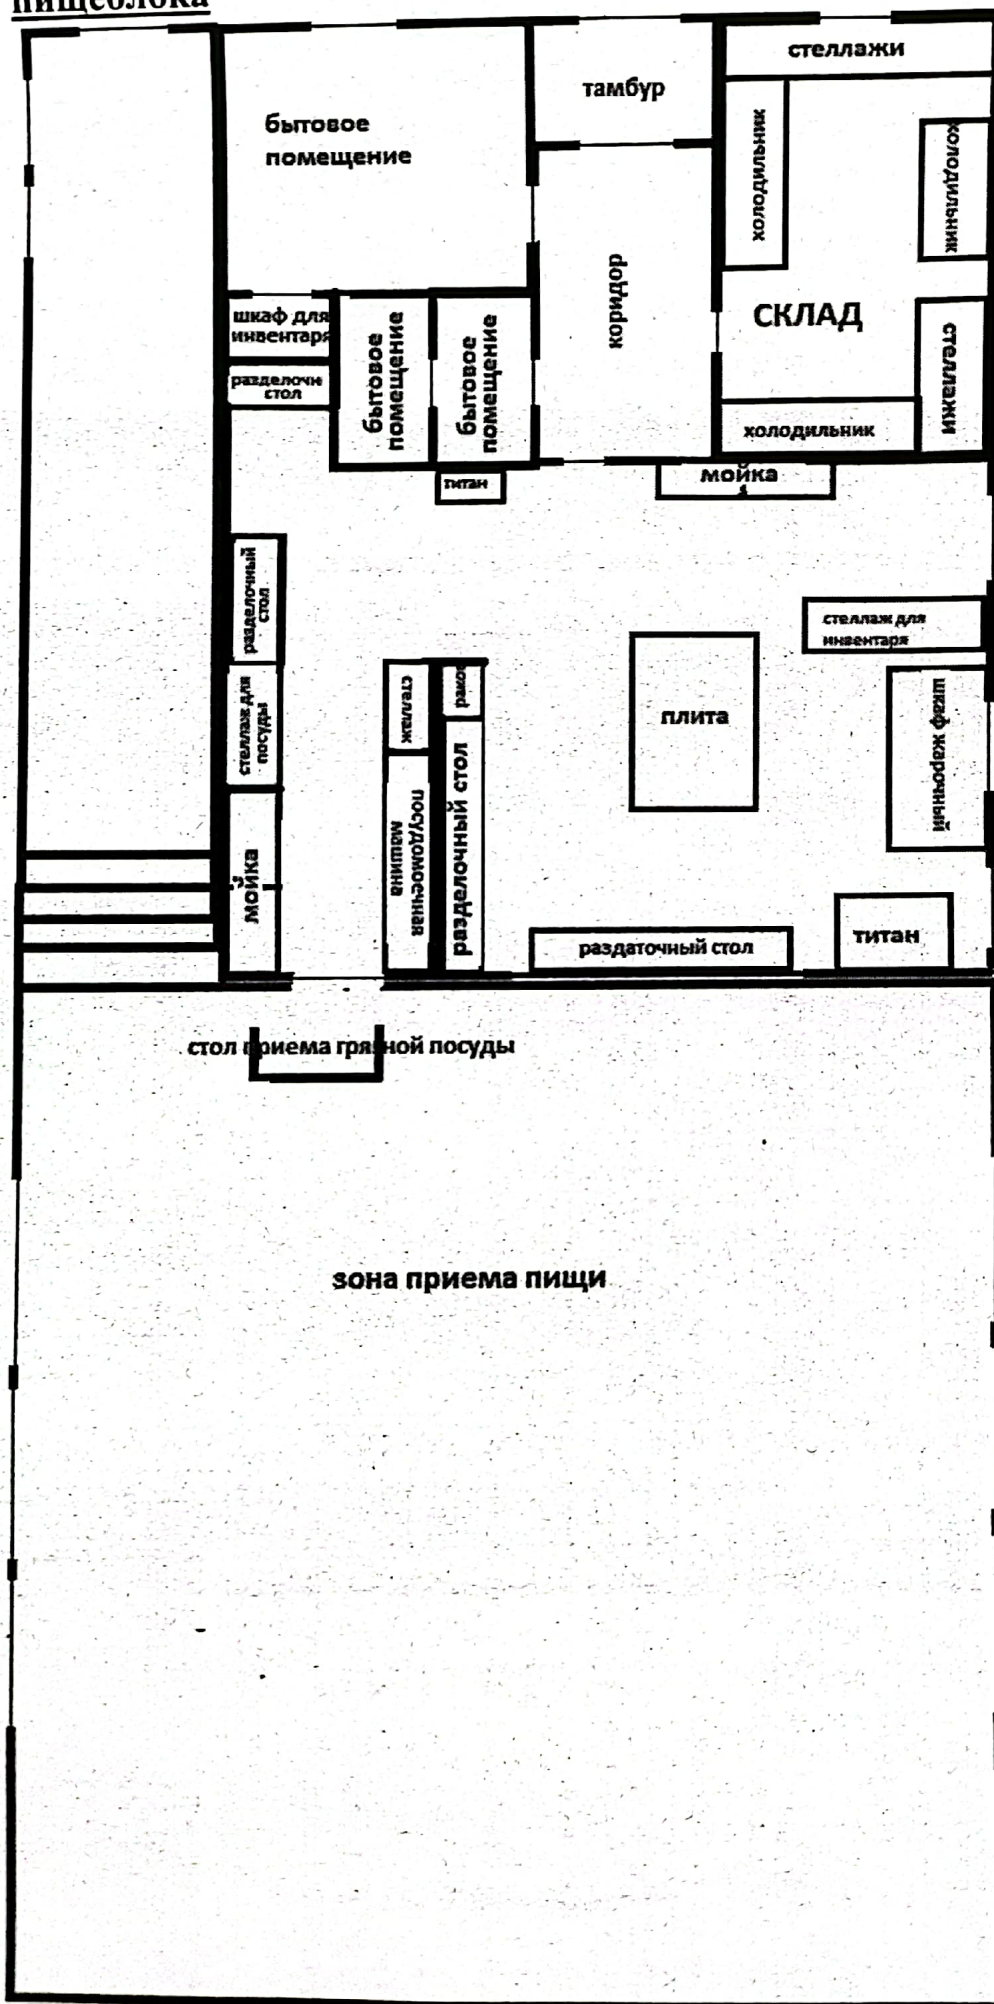 пищеблока
стеллажи
тамбур
бытовое
помещение
холодильник
холодильник
коридор
СКЛАД
шкаф для
инвентаря
бытовое
помещение
бытовое
помещение
стеллажи
разделочн
стол
холодильник
титан
мойка
разделочный
стол
стеллаж для
инвентаря
стеллаж для
посуды
стеллаж
рако
плита
шкаф жарочный
разделочный стол
посудомоечная
машина
мойка
раздаточный стол
титан
стол приема грязной посуды
зона приема пищи